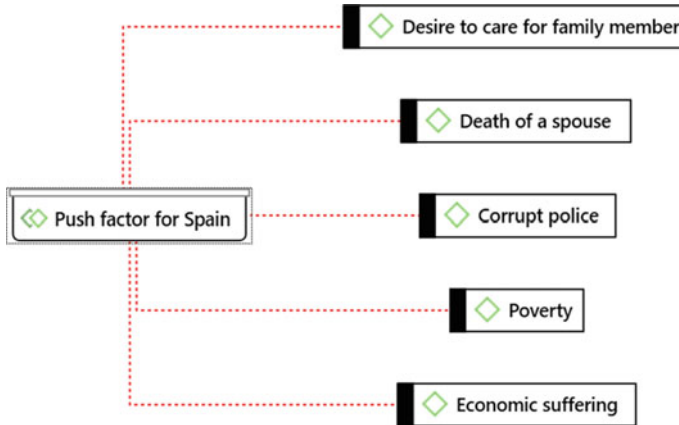 Desire to care for family member
Death of a spouse
Push factor for Spain
Corrupt police
Poverty
Economic suffering